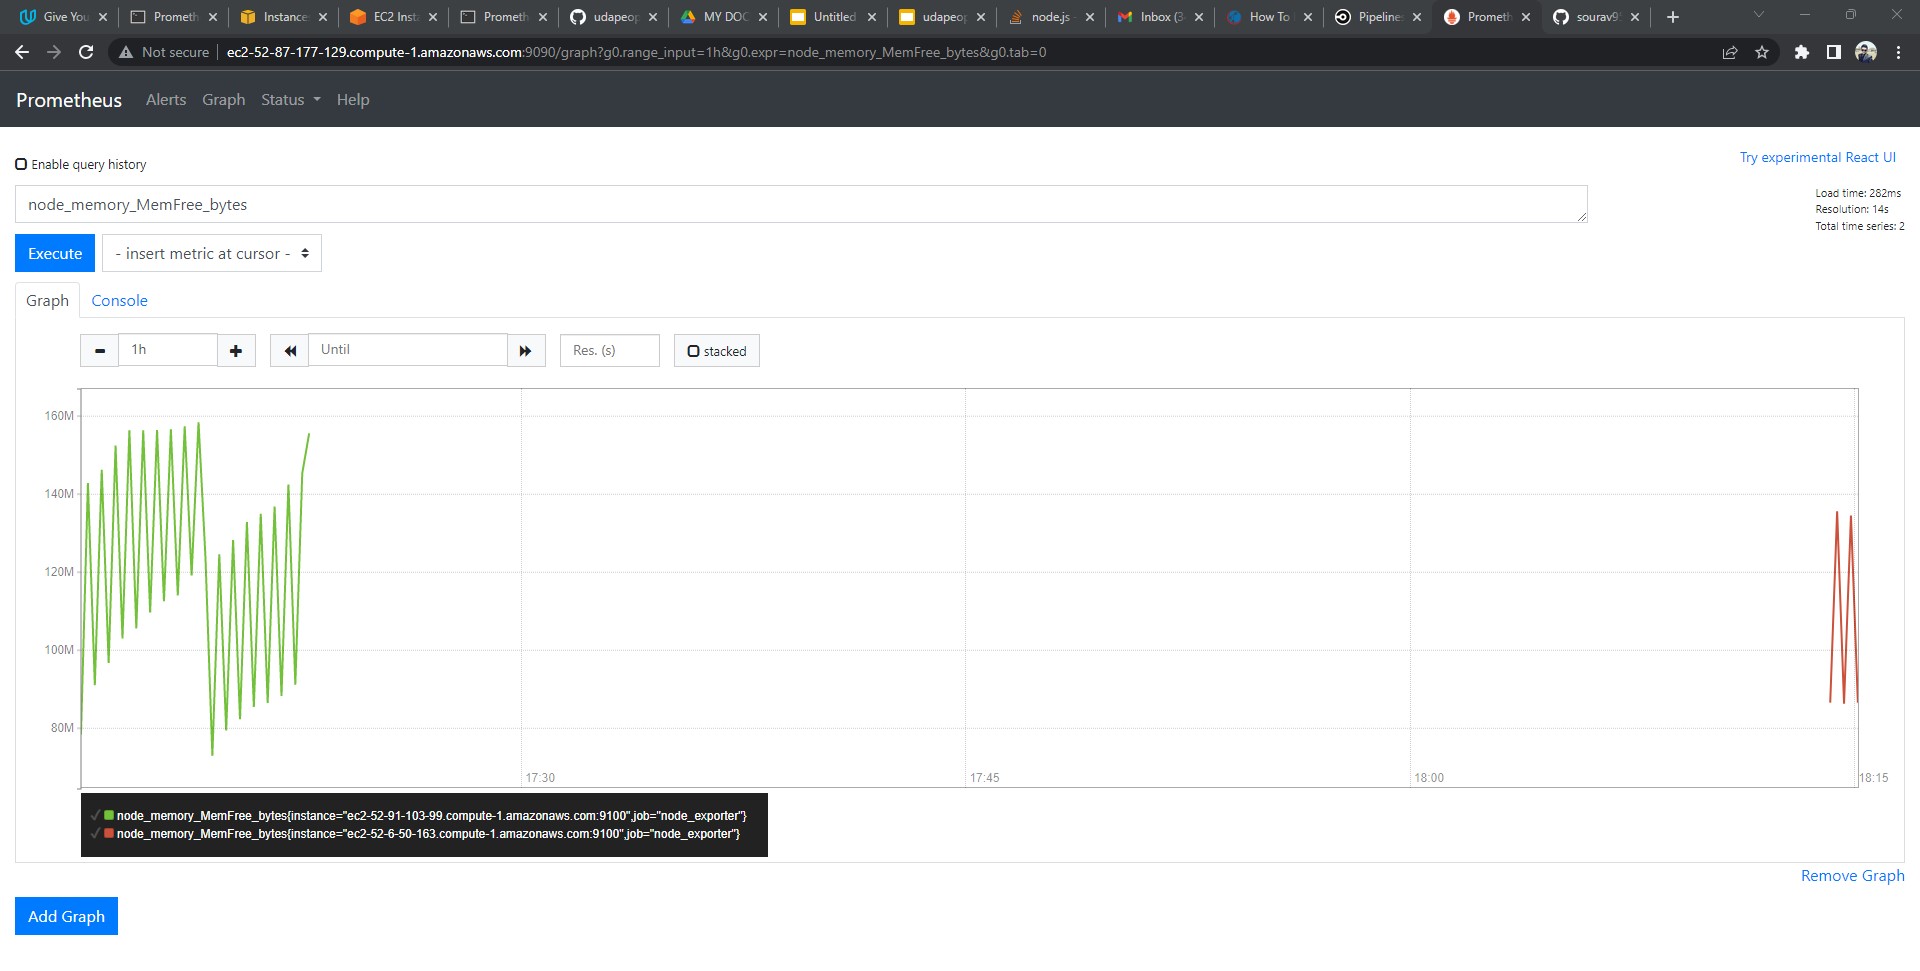 Give You
Prometh
Instance
EC2 Inst
Prometh
udapeop
MY DOC
Untitled
udapeop
node.js -
Inbox (3
How To
Pipeline
Prometh
sourav9
Not secure
ec2-52-87-177-129.compute-1.amazonaws.com:9090/graph?g0.range_input=1h&g0.expr=node_memory_MemFree_bytes&g0.tab=0
Prometheus Alerts Graph Status Help
Enable query history
Try experimental React UI
node_memory_MemFree_bytes
Load time: 282ms
Resolution: 14s
Total time series: 2
Execute
- insert metric at cursor -
Graph Console
1h
Until
Res. (s)
stacked
160M
140M
120M
100M
80M
17:30 17:45 18:00 18:15
node_memory_MemFree_bytes{instance="ec2-52-91-103-99.compute-1.amazonaws.com:9100",job="node_exporter"}
node_memory_MemFree_bytes{instance="ec2-52-6-50-163.compute-1.amazonaws.com:9100",job="node_exporter"}
Remove Graph
Add Graph